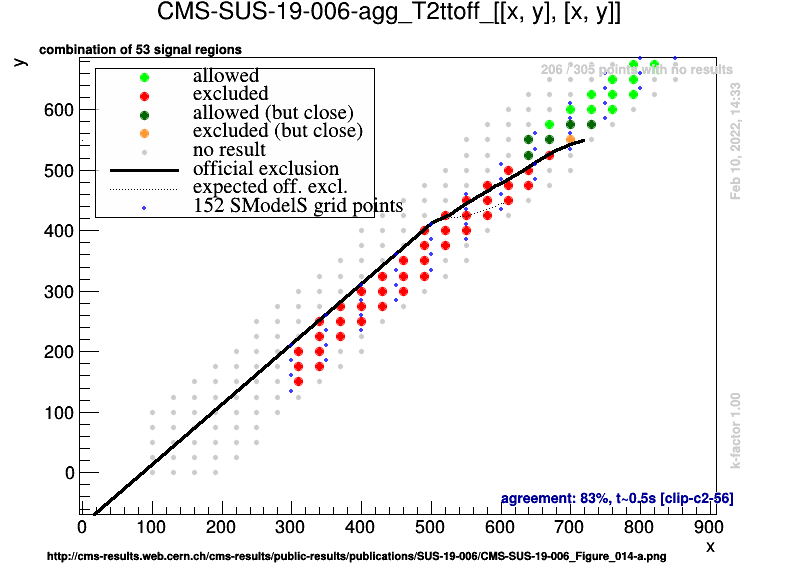 CMS-SUS-19-006-agg_T2ttoff_[[x, y], [x, y]]
combination of 53 signal regions
y
206 / 305 points with no results
allowed
excluded
allowed (but close)
excluded (but close)
no result
official exclusion
expected off. excl.
152 SModelS grid points
600
500
400
300
200
100
0
Feb 10, 2022, 14:33
k-factor 1.00
agreement: 83%, t~0.5s [clip-c2-56]
0 100 200 300 400 500 600 700 800 900
x
http://cms-results.web.cern.ch/cms-results/public-results/publications/SUS-19-006/CMS-SUS-19-006_Figure_014-a.png